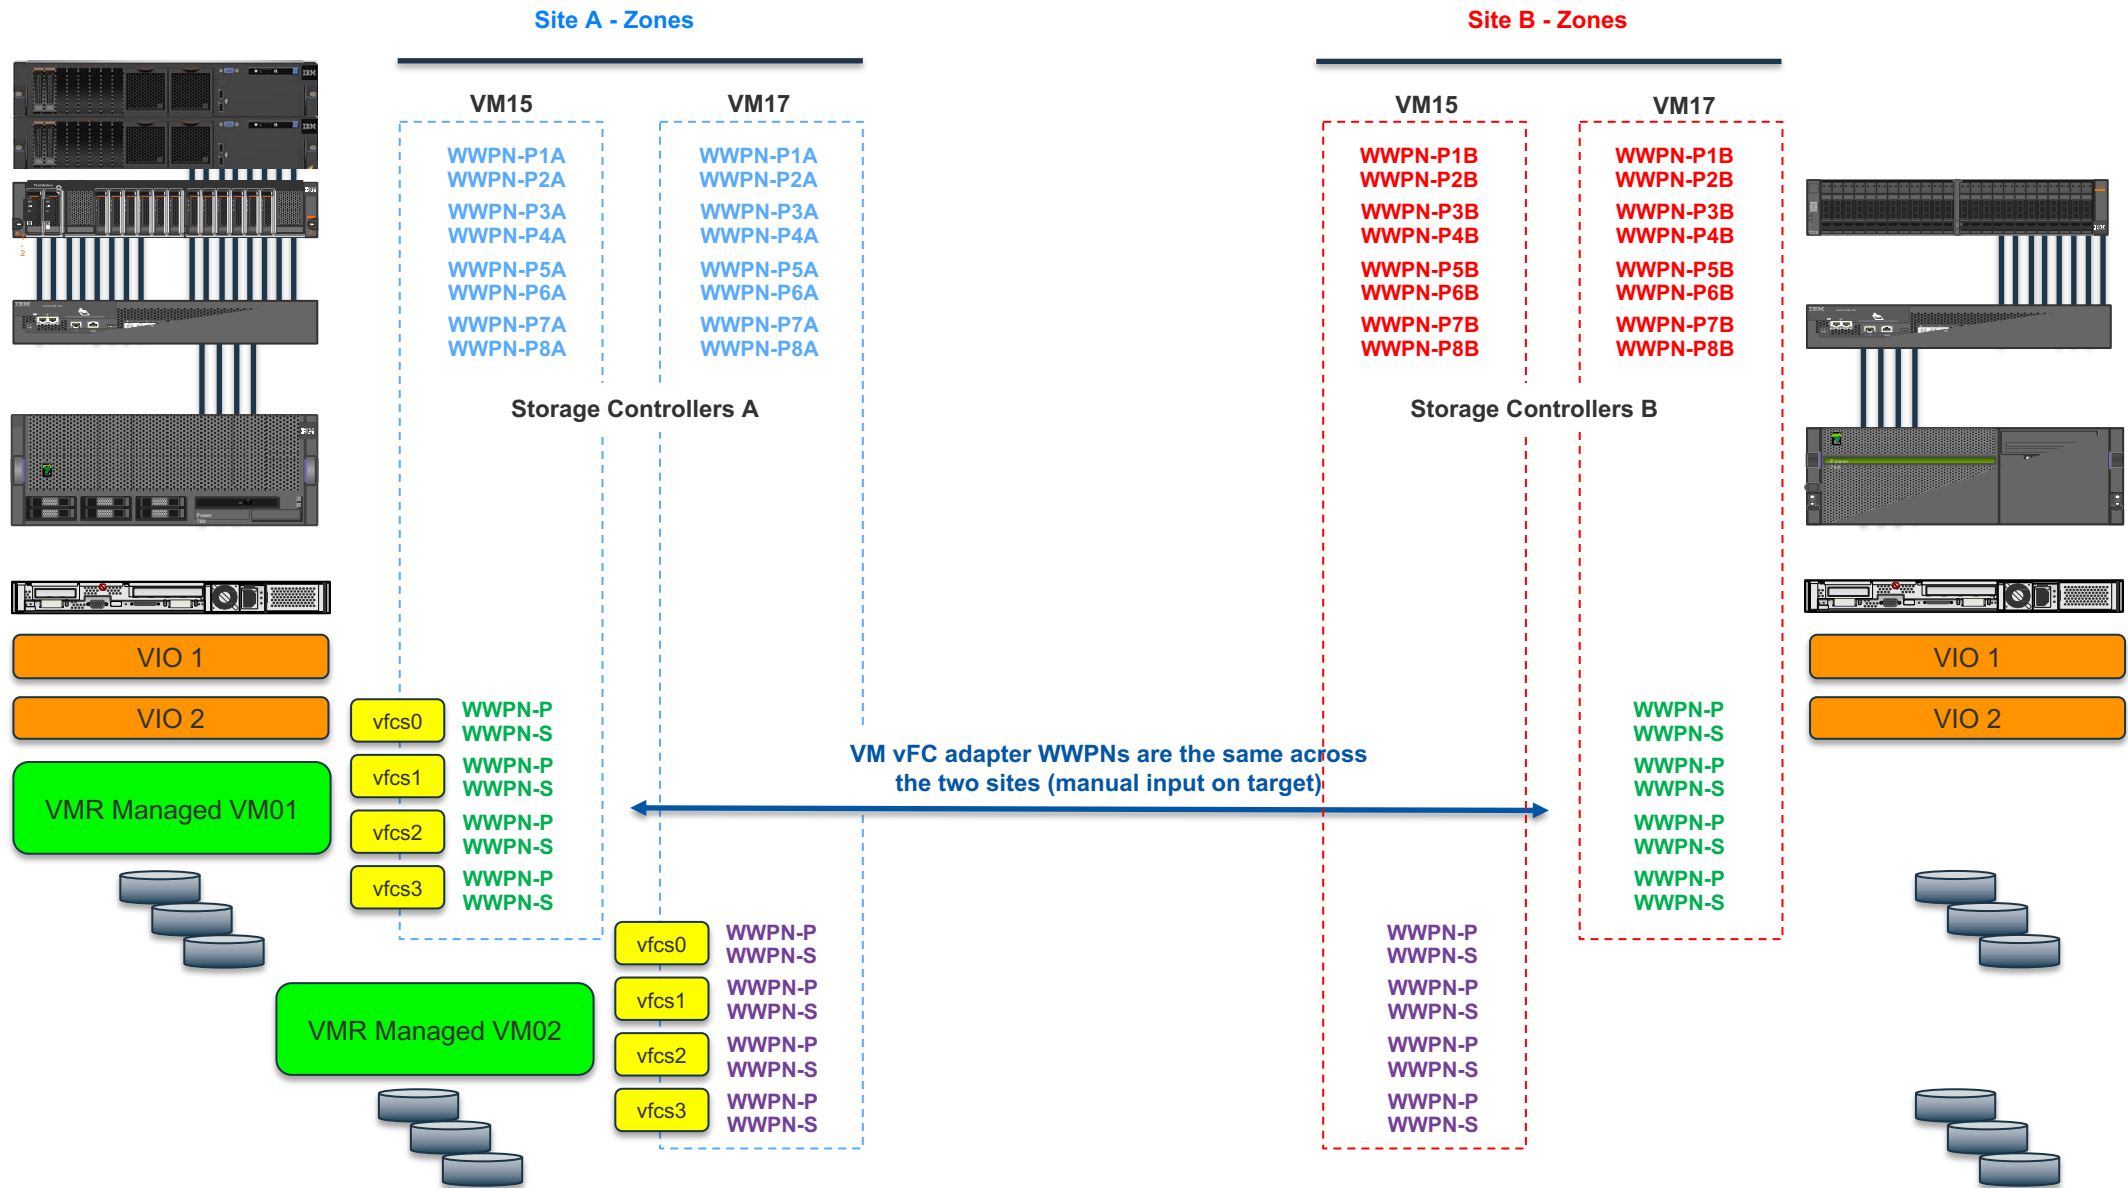 Site A - Zones
Site B - Zones
VM15
VM17
VM15
VM17
WWPN-P1A
WWPN-P2A
WWPN-P3A
WWPN-P4A
WWPN-P5A
WWPN-P6A
WWPN-P7A
WWPN-P8A
WWPN-P1A
WWPN-P2A
WWPN-P3A
WWPN-P4A
WWPN-P5A
WWPN-P6A
WWPN-P7A
WWPN-P8A
WWPN-P1B
WWPN-P2B
WWPN-P3B
WWPN-P4B
WWPN-P5B
WWPN-P6B
WWPN-P7B
WWPN-P8B
WWPN-P1B
WWPN-P2B
WWPN-P3B
WWPN-P4B
WWPN-P5B
WWPN-P6B
WWPN-P7B
WWPN-P8B
Storage Controllers A
Storage Controllers B
IBM
IBM
2
IBM
IBM
Power
VIO 1
VIO 2
VMR Managed VM01
vfcs0
WWPN-P
WWPN-S
vfcs1
WWPN-P
WWPN-S
vfcs2
WWPN-P
WWPN-S
vfcs3
WWPN-P
WWPN-S
VM vFC adapter WWPNs are the same across
the two sites (manual input on target)
VIO 1
VIO 2
WWPN-P
WWPN-S
WWPN-P
WWPN-S
WWPN-P
WWPN-S
WWPN-P
WWPN-S
VMR Managed VM02
vfcs0
WWPN-P
WWPN-S
vfcs1
WWPN-P
WWPN-S
vfcs2
WWPN-P
WWPN-S
vfcs3
WWPN-P
WWPN-S
WWPN-P
WWPN-S
WWPN-P
WWPN-S
WWPN-P
WWPN-S
WWPN-P
WWPN-S